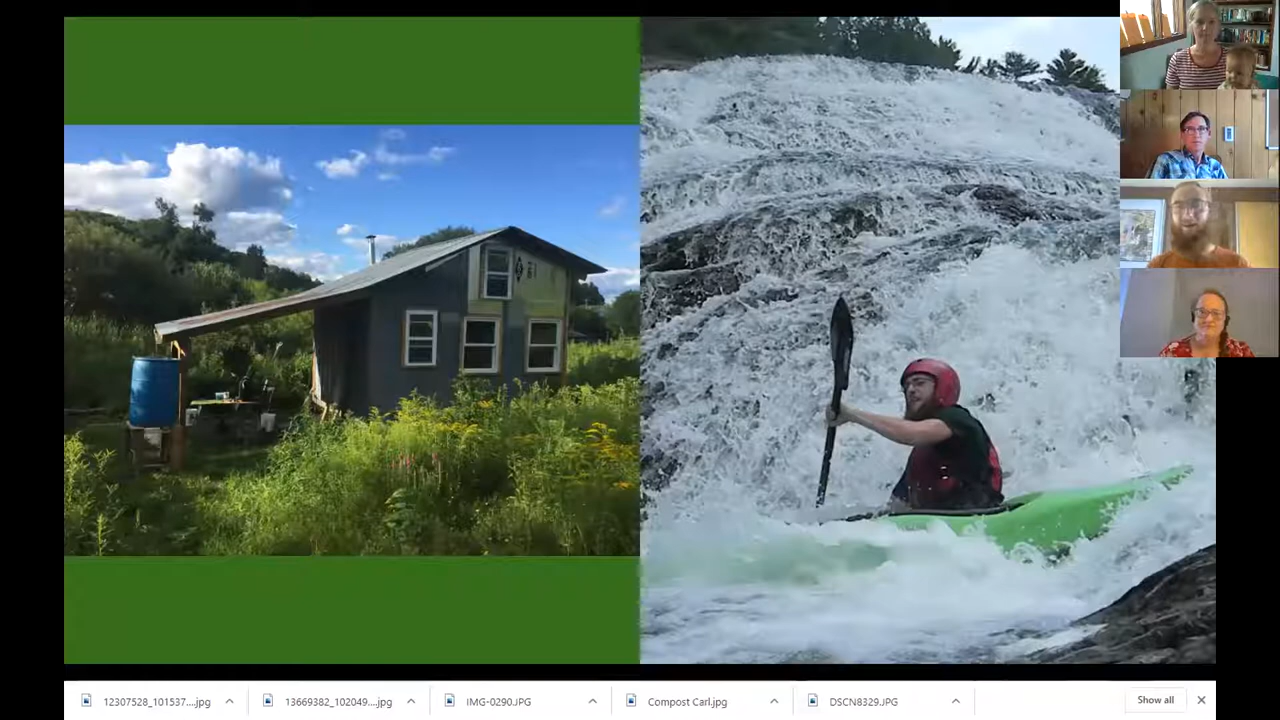 12307528_101537....jpg
13669382_102049....jpg
IMG-0290.JPG
Compost Carl.jpg
DSCN8329.JPG
Show all